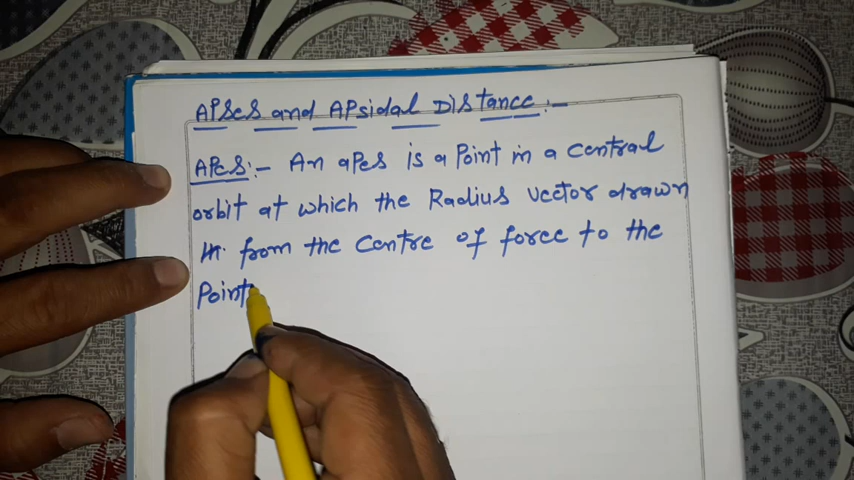 APSes and APsidal Distance :-
APeS :- An apes is a Point in a central
orbit at which the Radius vector drawn
from the centre of force to the
Point